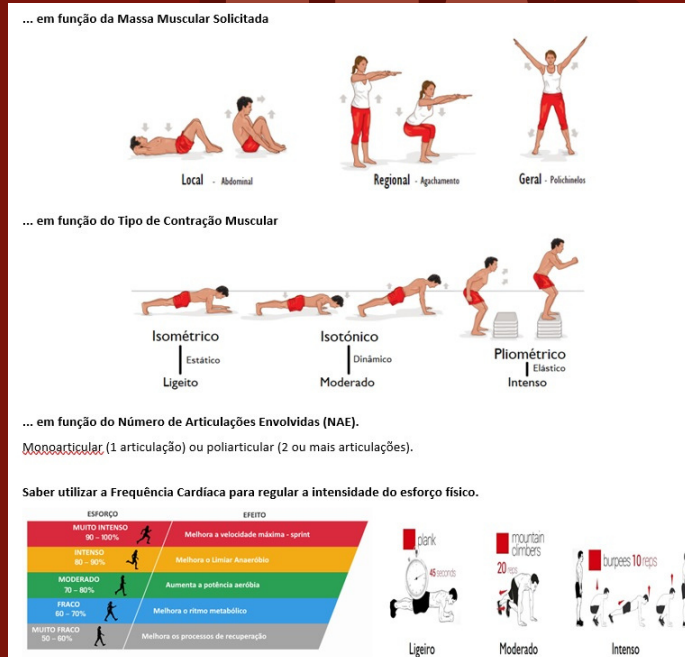 ... em função da Massa Muscular Solicitada
Local - Abdominal
Regional - Agachamento
Geral - Polichinelos
... em função do Tipo de Contração Muscular
Isométrico
Estático
Ligeito
Isotónico
Dinâmico
Moderado
Pliométrico
Elástico
Intenso
... em função do Número de Articulações Envolvidas (NAE).
Monoarticular (1 articulação) ou poliarticular (2 ou mais articulações).
Saber utilizar a Frequência Cardíaca para regular a intensidade do esforço físico.
ESFORÇO EFEITO
MUITO INTENSO
90 – 100%
Melhora a velocidade máxima - sprint
INTENSO
80 – 90%
Melhora o Limiar Anaeróbio
MODERADO
70 – 80%
Aumenta a potência aeróbia
FRACO
60 – 70%
Melhora o ritmo metabólico
MUITO FRACO
50 – 60%
Melhora os processos de recuperação
plank
45 seconds
Ligeiro
mountain
climbers
20 reps
Moderado
burpees 10 reps
Intenso